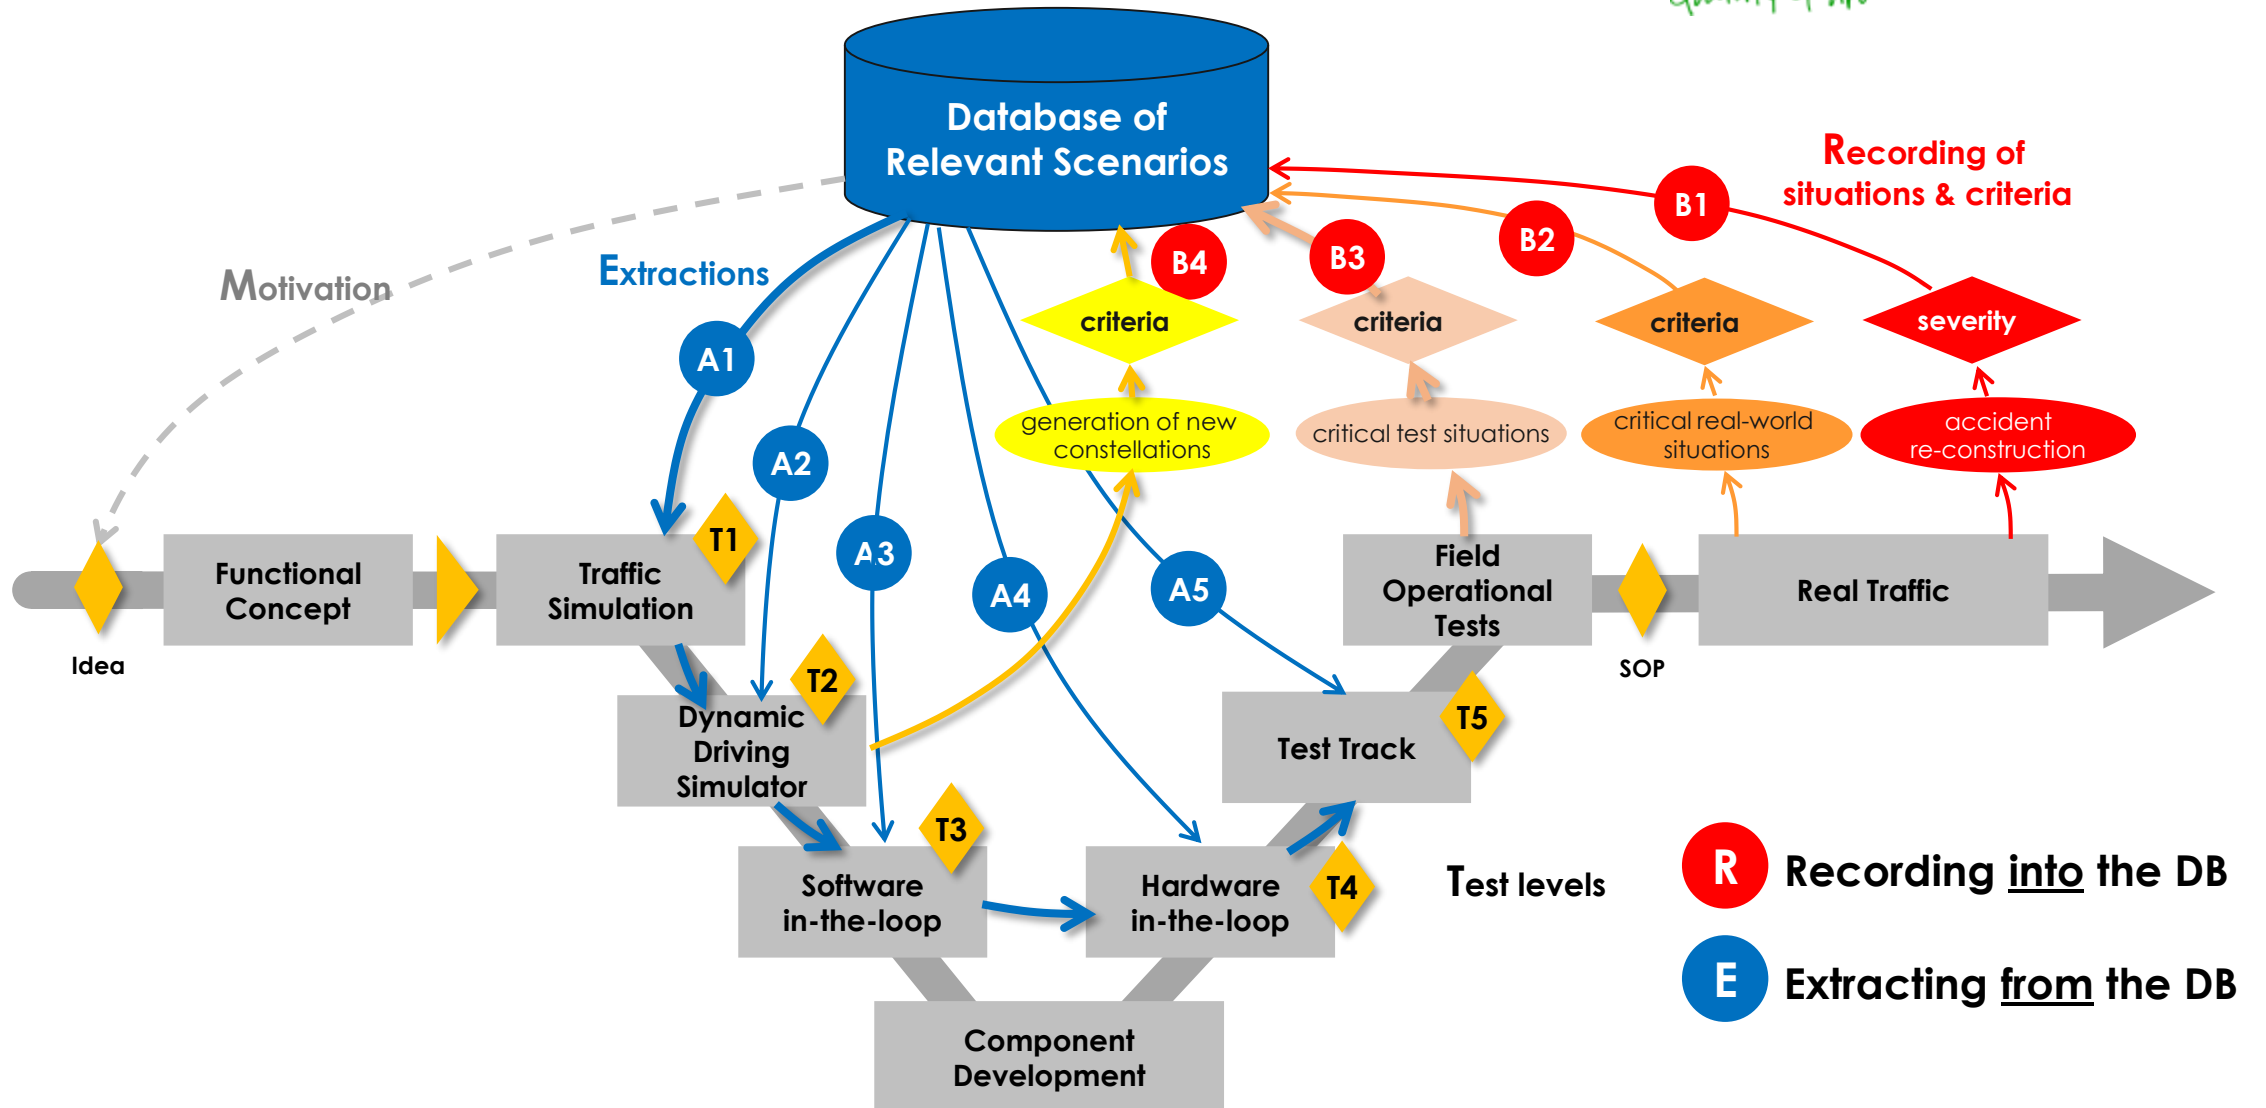 Database of
Relevant Scenarios
Recording of
situations & criteria
B1
B2
B3
B4
Motivation
Extractions
A1
A2
A3
A4
A5
criteria
criteria
criteria
severity
generation of new
constellations
critical test situations
critical real-world
situations
accident
re-construction
Idea
Functional
Concept
Traffic
Simulation
T1
Field
Operational
Tests
SOP
Real Traffic
Dynamic
Driving
Simulator
T2
Test Track
T5
Software
in-the-loop
T3
Hardware
in-the-loop
T4
Test levels
Component
Development
R
Recording into the DB
E
Extracting from the DB